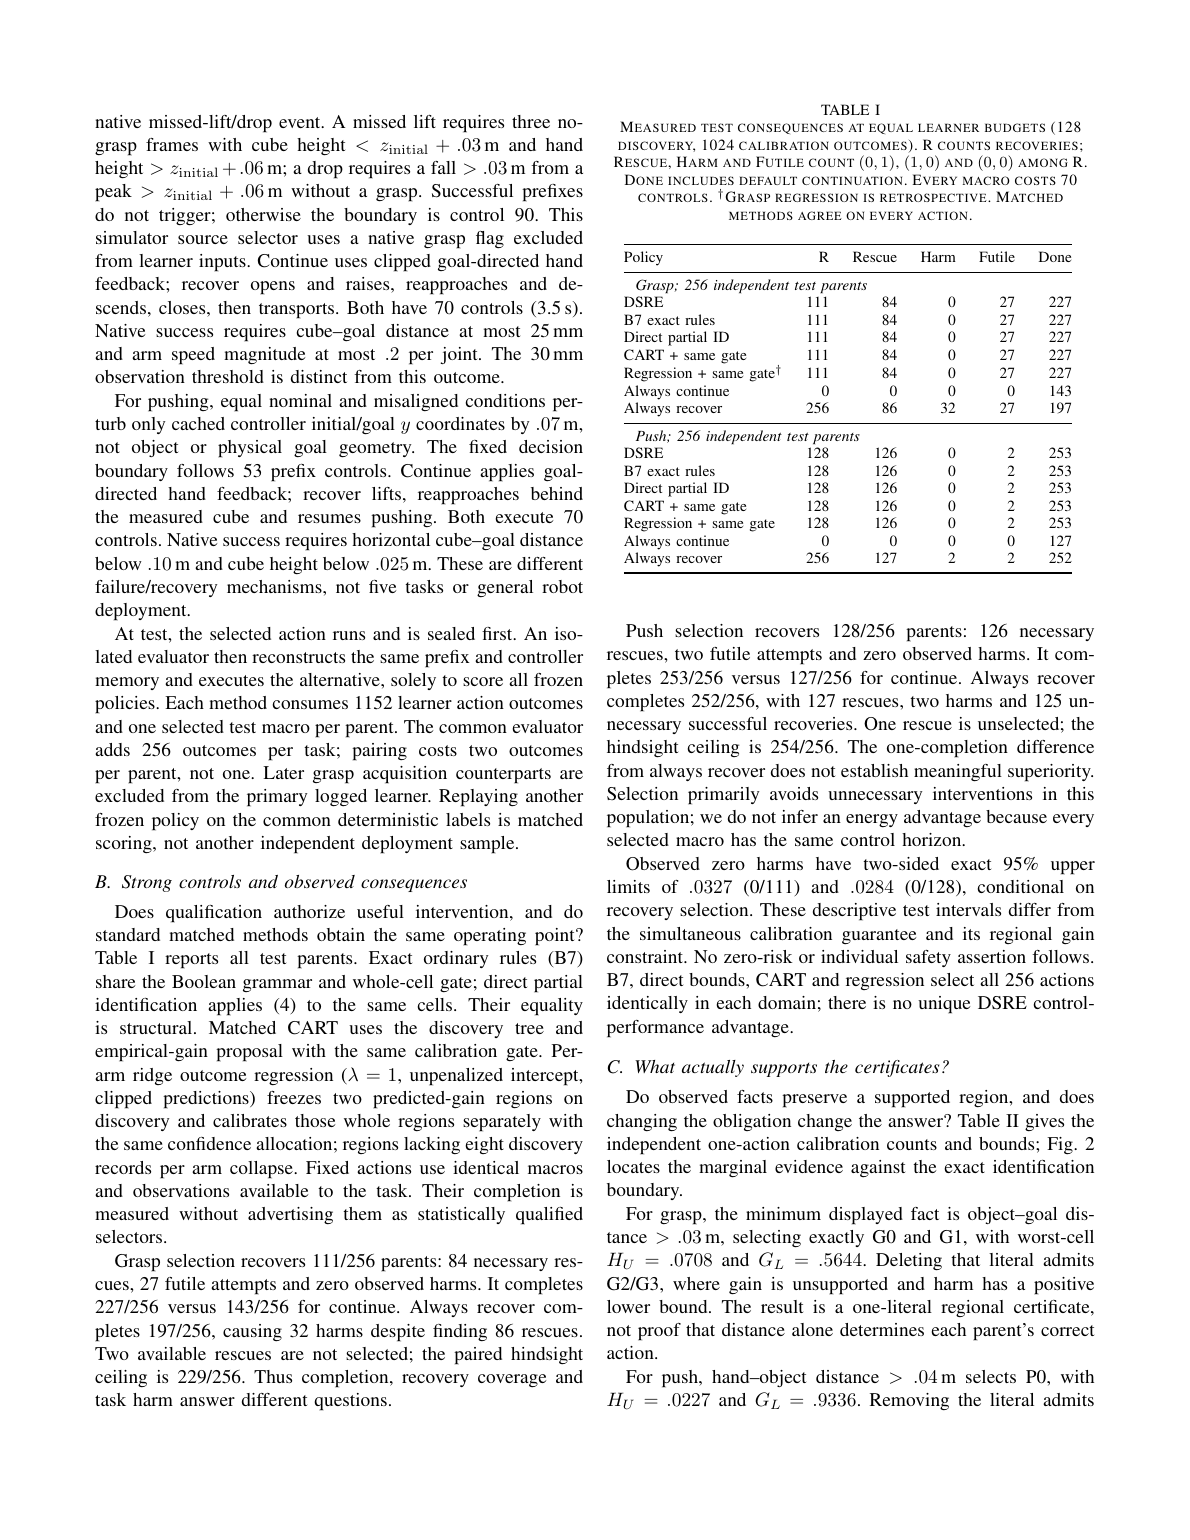 native missed-lift/drop event. A missed lift requires three no-
grasp frames with cube height < z_initial + .03 m and hand
height > z_initial + .06 m; a drop requires a fall > .03 m from a
peak > z_initial + .06 m without a grasp. Successful prefixes
do not trigger; otherwise the boundary is control 90. This
simulator source selector uses a native grasp flag excluded
from learner inputs. Continue uses clipped goal-directed hand
feedback; recover opens and raises, reapproaches and de-
scends, closes, then transports. Both have 70 controls (3.5 s).
Native success requires cube–goal distance at most 25 mm
and arm speed magnitude at most .2 per joint. The 30 mm
observation threshold is distinct from this outcome.
For pushing, equal nominal and misaligned conditions per-
turb only cached controller initial/goal y coordinates by .07 m,
not object or physical goal geometry. The fixed decision
boundary follows 53 prefix controls. Continue applies goal-
directed hand feedback; recover lifts, reapproaches behind
the measured cube and resumes pushing. Both execute 70
controls. Native success requires horizontal cube–goal distance
below .10 m and cube height below .025 m. These are different
failure/recovery mechanisms, not five tasks or general robot
deployment.
At test, the selected action runs and is sealed first. An iso-
lated evaluator then reconstructs the same prefix and controller
memory and executes the alternative, solely to score all frozen
policies. Each method consumes 1152 learner action outcomes
and one selected test macro per parent. The common evaluator
adds 256 outcomes per task; pairing costs two outcomes
per parent, not one. Later grasp acquisition counterparts are
excluded from the primary logged learner. Replaying another
frozen policy on the common deterministic labels is matched
scoring, not another independent deployment sample.
B. Strong controls and observed consequences
Does qualification authorize useful intervention, and do
standard matched methods obtain the same operating point?
Table I reports all test parents. Exact ordinary rules (B7)
share the Boolean grammar and whole-cell gate; direct partial
identification applies (4) to the same cells. Their equality
is structural. Matched CART uses the discovery tree and
empirical-gain proposal with the same calibration gate. Per-
arm ridge outcome regression (λ = 1, unpenalized intercept,
clipped predictions) freezes two predicted-gain regions on
discovery and calibrates those whole regions separately with
the same confidence allocation; regions lacking eight discovery
records per arm collapse. Fixed actions use identical macros
and observations available to the task. Their completion is
measured without advertising them as statistically qualified
selectors.
Grasp selection recovers 111/256 parents: 84 necessary res-
cues, 27 futile attempts and zero observed harms. It completes
227/256 versus 143/256 for continue. Always recover com-
pletes 197/256, causing 32 harms despite finding 86 rescues.
Two available rescues are not selected; the paired hindsight
ceiling is 229/256. Thus completion, recovery coverage and
task harm answer different questions.
TABLE I
MEASURED TEST CONSEQUENCES AT EQUAL LEARNER BUDGETS (128
DISCOVERY, 1024 CALIBRATION OUTCOMES). R COUNTS RECOVERIES;
RESCUE, HARM AND FUTILE COUNT (0, 1), (1, 0) AND (0, 0) AMONG R.
DONE INCLUDES DEFAULT CONTINUATION. EVERY MACRO COSTS 70
CONTROLS. †GRASP REGRESSION IS RETROSPECTIVE. MATCHED
METHODS AGREE ON EVERY ACTION.
Policy R Rescue Harm Futile Done
Grasp; 256 independent test parents
DSRE 111 84 0 27 227
B7 exact rules 111 84 0 27 227
Direct partial ID 111 84 0 27 227
CART + same gate 111 84 0 27 227
Regression + same gate† 111 84 0 27 227
Always continue 0 0 0 0 143
Always recover 256 86 32 27 197
Push; 256 independent test parents
DSRE 128 126 0 2 253
B7 exact rules 128 126 0 2 253
Direct partial ID 128 126 0 2 253
CART + same gate 128 126 0 2 253
Regression + same gate 128 126 0 2 253
Always continue 0 0 0 0 127
Always recover 256 127 2 2 252
Push selection recovers 128/256 parents: 126 necessary
rescues, two futile attempts and zero observed harms. It com-
pletes 253/256 versus 127/256 for continue. Always recover
completes 252/256, with 127 rescues, two harms and 125 un-
necessary successful recoveries. One rescue is unselected; the
hindsight ceiling is 254/256. The one-completion difference
from always recover does not establish meaningful superiority.
Selection primarily avoids unnecessary interventions in this
population; we do not infer an energy advantage because every
selected macro has the same control horizon.
Observed zero harms have two-sided exact 95% upper
limits of .0327 (0/111) and .0284 (0/128), conditional on
recovery selection. These descriptive test intervals differ from
the simultaneous calibration guarantee and its regional gain
constraint. No zero-risk or individual safety assertion follows.
B7, direct bounds, CART and regression select all 256 actions
identically in each domain; there is no unique DSRE control-
performance advantage.
C. What actually supports the certificates?
Do observed facts preserve a supported region, and does
changing the obligation change the answer? Table II gives the
independent one-action calibration counts and bounds; Fig. 2
locates the marginal evidence against the exact identification
boundary.
For grasp, the minimum displayed fact is object–goal dis-
tance > .03 m, selecting exactly G0 and G1, with worst-cell
H_U = .0708 and G_L = .5644. Deleting that literal admits
G2/G3, where gain is unsupported and harm has a positive
lower bound. The result is a one-literal regional certificate,
not proof that distance alone determines each parent's correct
action.
For push, hand–object distance > .04 m selects P0, with
H_U = .0227 and G_L = .9336. Removing the literal admits